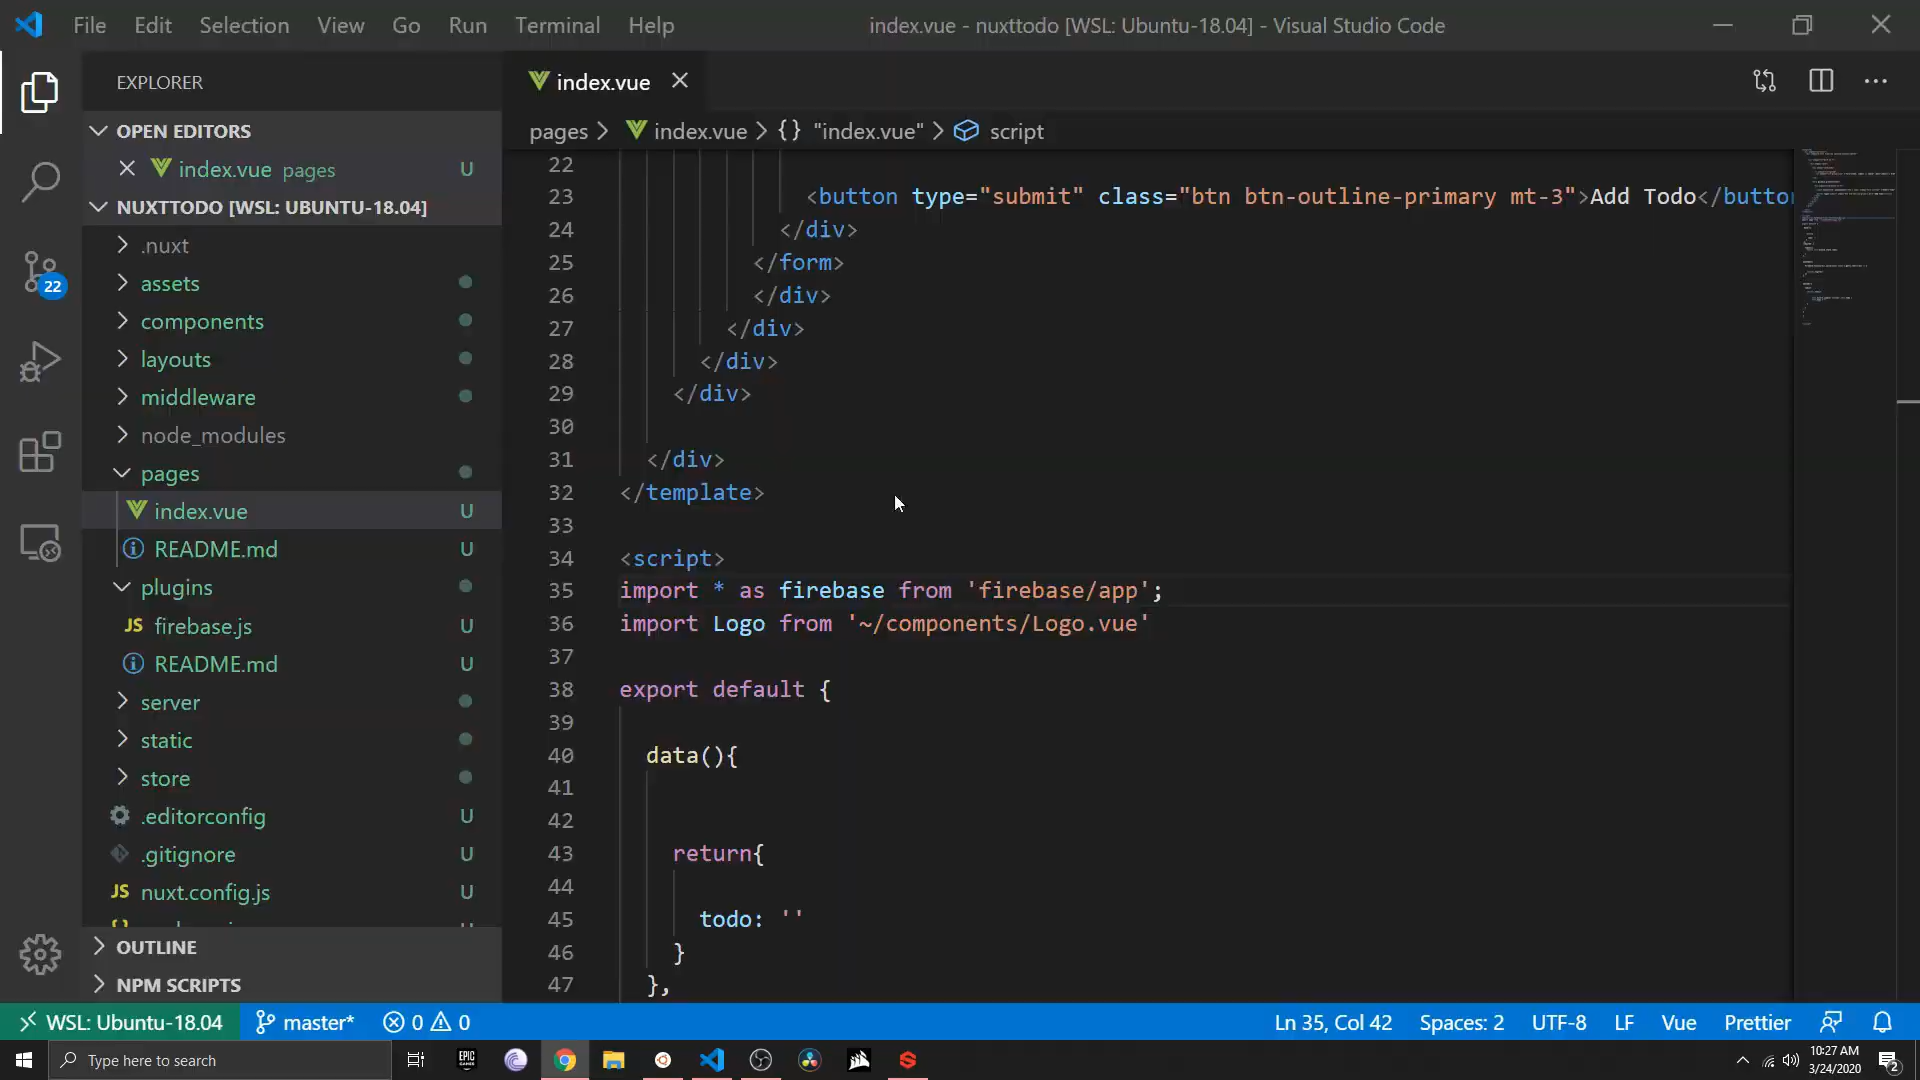 File Edit Selection View Go Run Terminal Help
index.vue - nuxttodo [WSL: Ubuntu-18.04] - Visual Studio Code
EXPLORER
index.vue
OPEN EDITORS
pages > index.vue > {} "index.vue" > script
index.vue pages U
NUXTTODO [WSL: UBUNTU-18.04]
.nuxt
assets
22
components
layouts
middleware
node_modules
pages
index.vue U
README.md U
plugins
JS firebase.js U
README.md U
server
static
store
.editorconfig U
.gitignore U
JS nuxt.config.js U
OUTLINE
NPM SCRIPTS
22
23 <button type="submit" class="btn btn-outline-primary mt-3">Add Todo</butto
24 </div>
25 </form>
26 </div>
27 </div>
28 </div>
29 </div>
30
31 </div>
32 </template>
33
34 <script>
35 import * as firebase from 'firebase/app';
36 import Logo from '~/components/Logo.vue'
37
38 export default {
39
40 data(){
41
42
43 return{
44
45 todo: ''
46 }
47 },
WSL: Ubuntu-18.04 master* 0 0 Ln 35, Col 42 Spaces: 2 UTF-8 LF Vue Prettier
Type here to search
EPIC GAMES
10:27 AM
3/24/2020
2